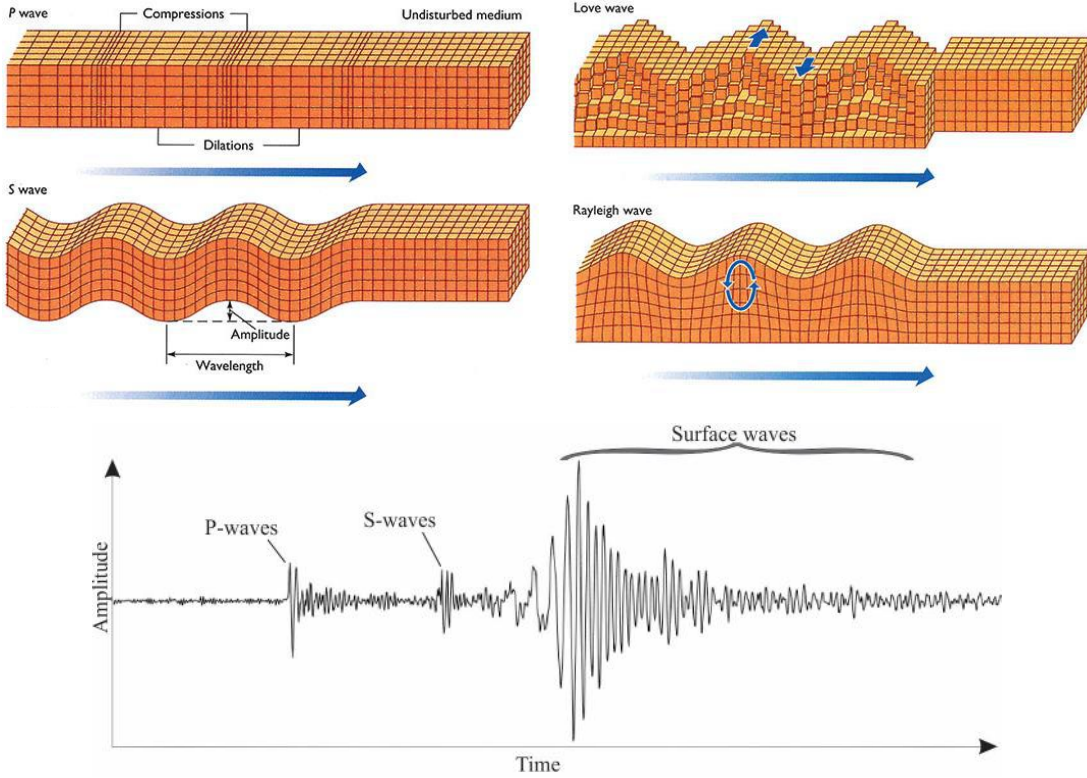 P wave
Compressions
Undisturbed medium
Dilations
Love wave
S wave
Amplitude
Wavelength
Rayleigh wave
Surface waves
P-waves
S-waves
Amplitude
Time